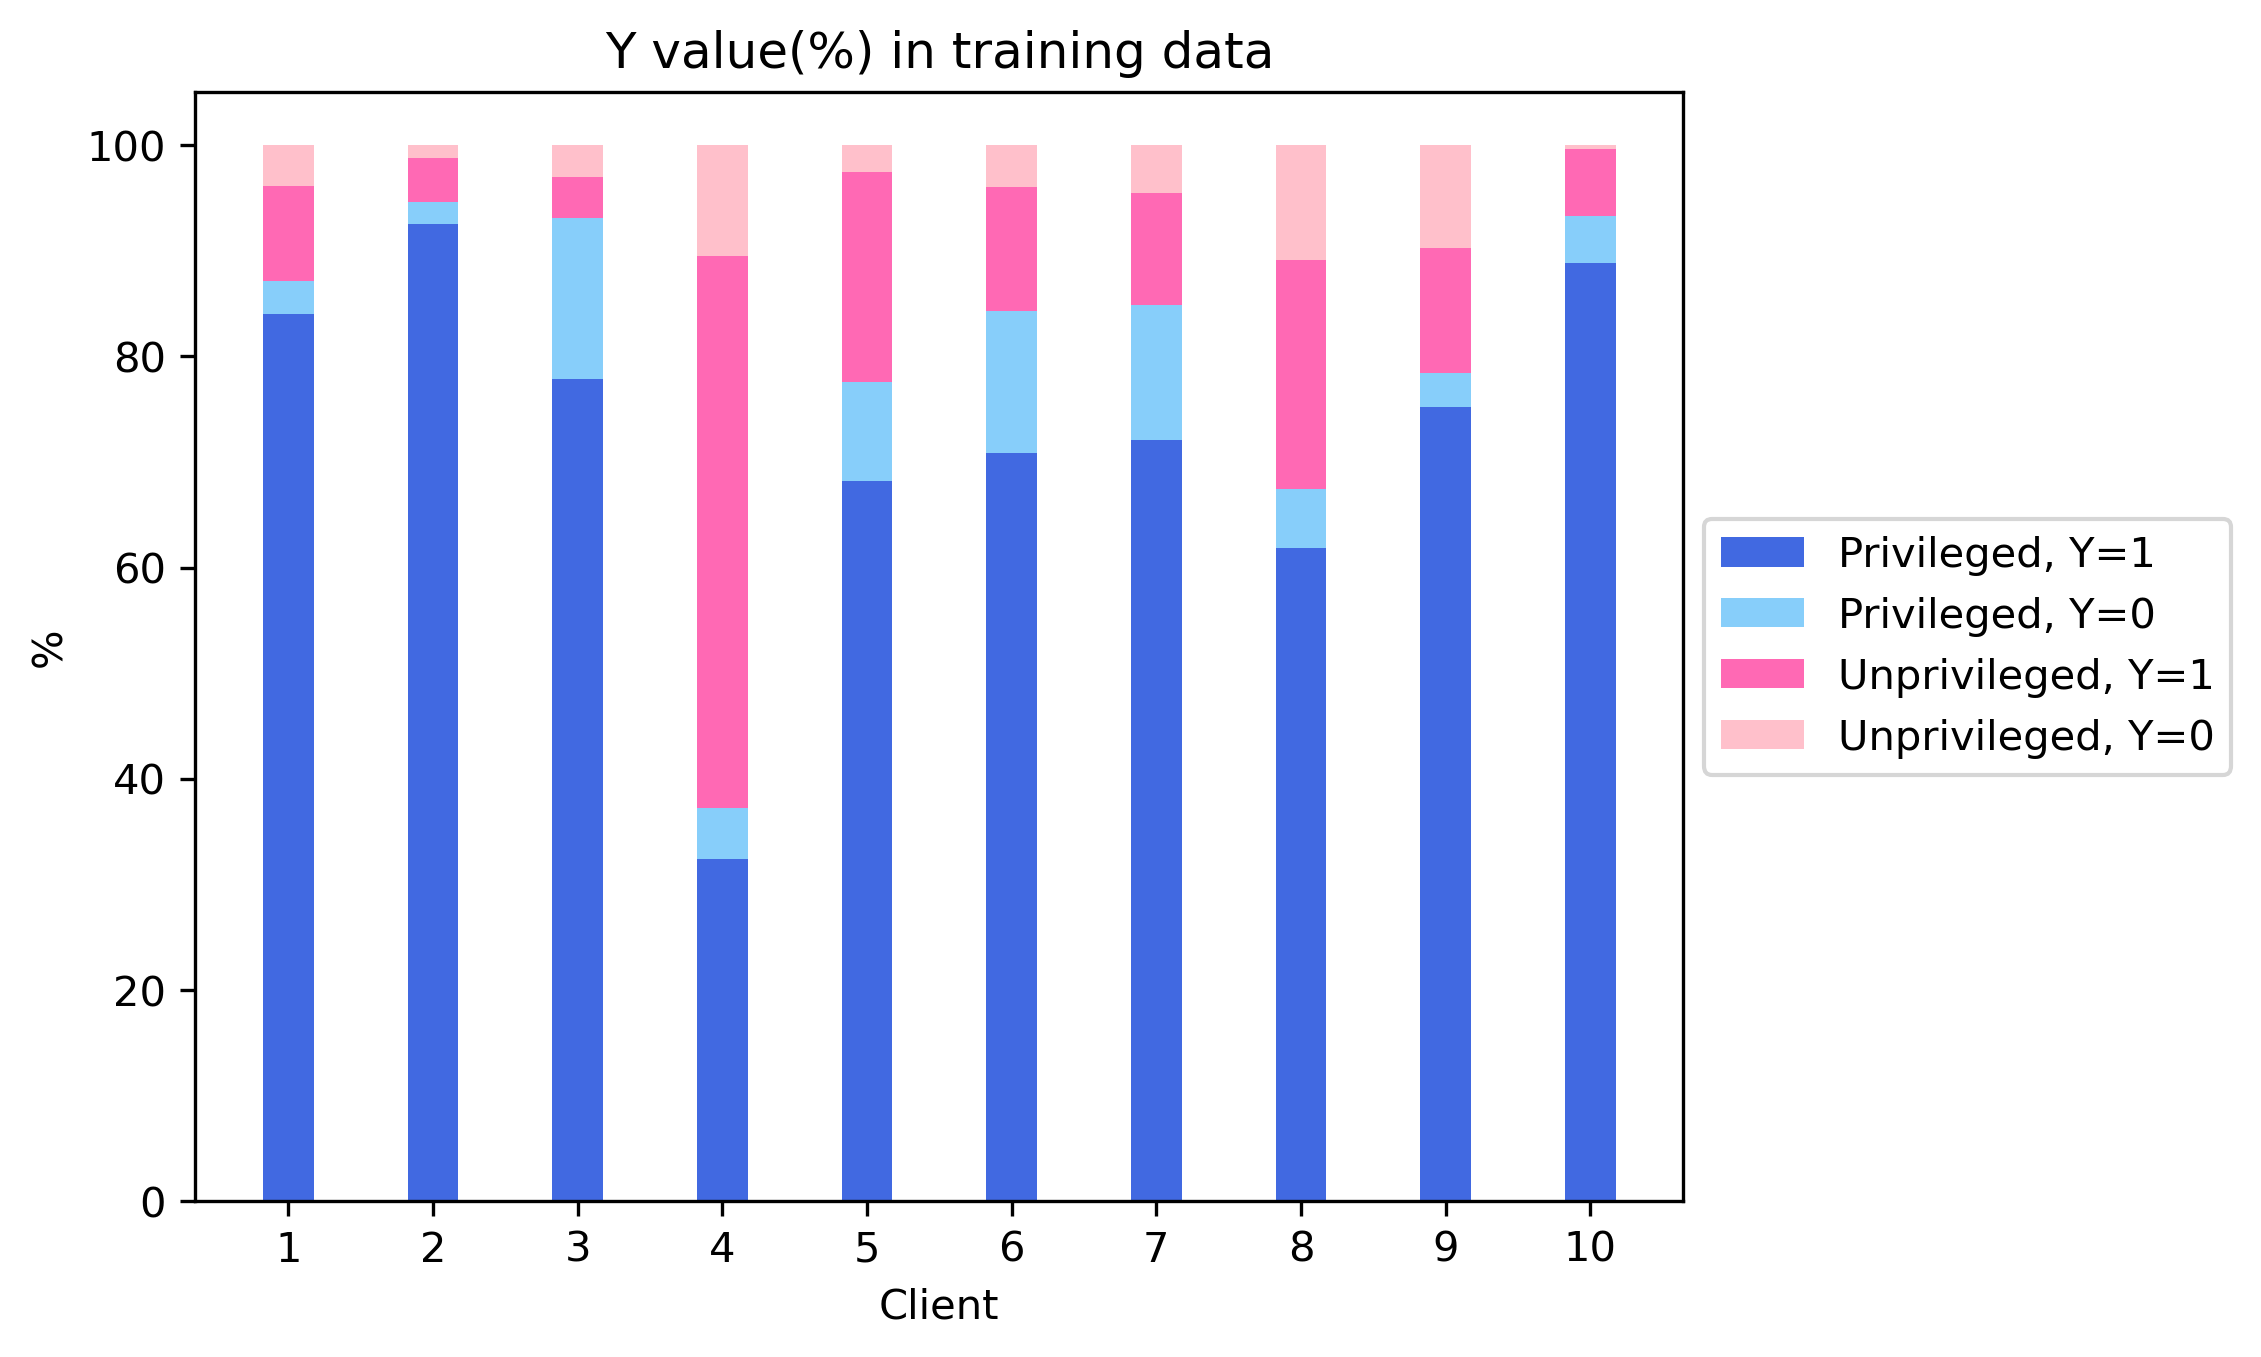 Y value(%) in training data
100
80
60
40
20
0
%
1 2 3 4 5 6 7 8 9 10
Client
Privileged, Y=1
Privileged, Y=0
Unprivileged, Y=1
Unprivileged, Y=0